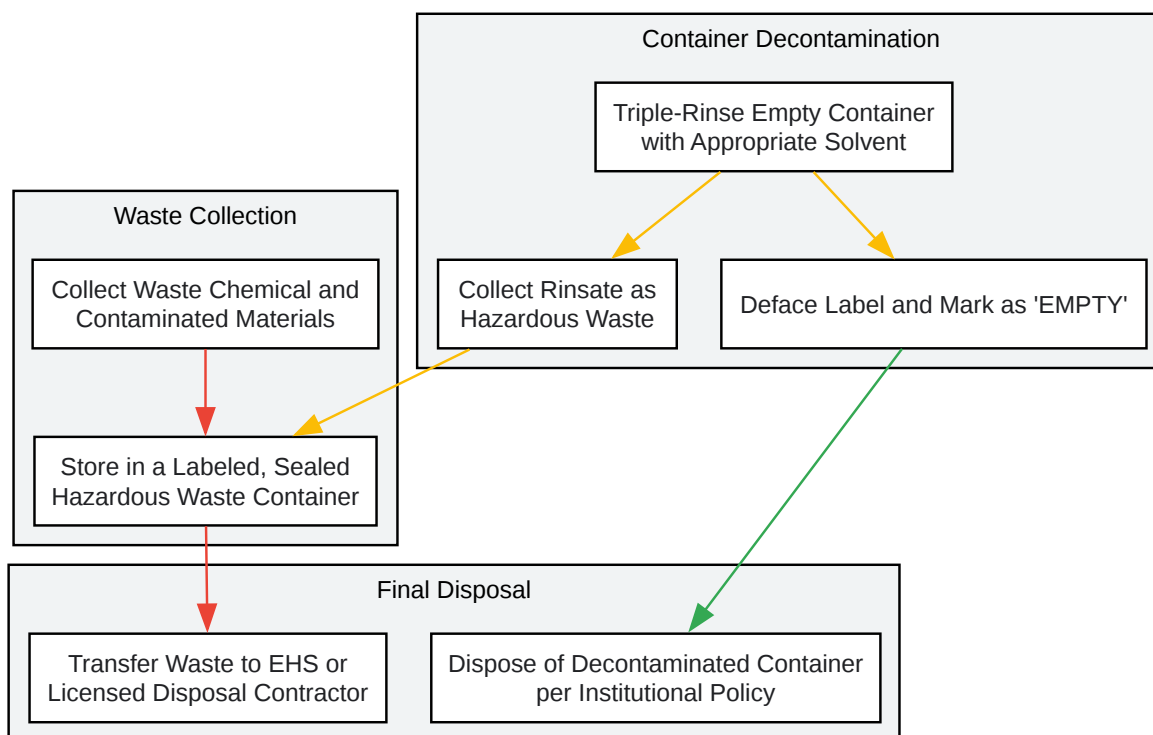 Container Decontamination
Triple-Rinse Empty Container
with Appropriate Solvent
Waste Collection
Collect Waste Chemical and
Contaminated Materials
Collect Rinsate as
Hazardous Waste
Deface Label and Mark as 'EMPTY'
Store in a Labeled, Sealed
Hazardous Waste Container
Final Disposal
Transfer Waste to EHS or
Licensed Disposal Contractor
Dispose of Decontaminated Container
per Institutional Policy